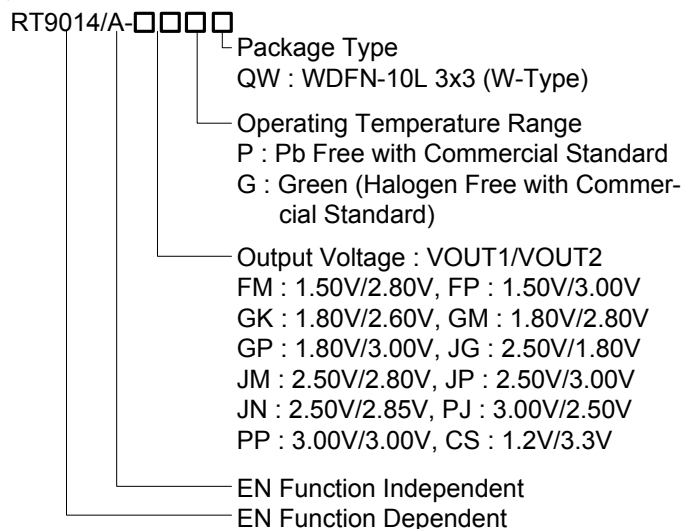 RT9014/A-
Package Type
QW : WDFN-10L 3x3 (W-Type)
Operating Temperature Range
P : Pb Free with Commercial Standard
G : Green (Halogen Free with Commer-
cial Standard)
Output Voltage : VOUT1/VOUT2
FM : 1.50V/2.80V, FP : 1.50V/3.00V
GK : 1.80V/2.60V, GM : 1.80V/2.80V
GP : 1.80V/3.00V, JG : 2.50V/1.80V
JM : 2.50V/2.80V, JP : 2.50V/3.00V
JN : 2.50V/2.85V, PJ : 3.00V/2.50V
PP : 3.00V/3.00V, CS : 1.2V/3.3V
EN Function Independent
EN Function Dependent